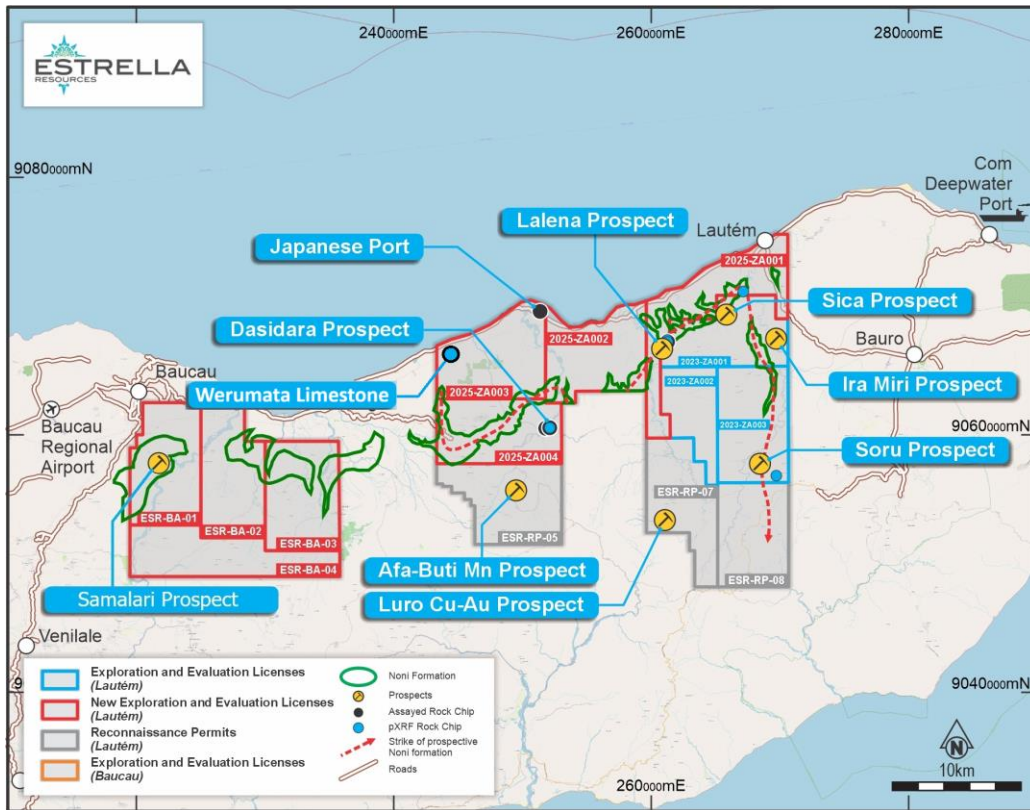 240000mE
260000mE
280000mE
ESTRELLA
RESOURCES
9080000mN
Com
Deepwater
Port
Lalena Prospect
Lautém
Japanese Port
2025-ZA001
Sica Prospect
Dasidara Prospect
2025-ZA002
Bauro
Baucau
Werumata Limestone
2025-ZA003
2023-ZA001
2023-ZA002
Ira Miri Prospect
Baucau
Regional
Airport
2023-ZA003
9060000mN
2025-ZA004
Soru Prospect
ESR-RP-07
ESR-BA-01
ESR-BA-02
ESR-BA-03
ESR-RP-05
ESR-BA-04
Afa-Buti Mn Prospect
ESR-RP-08
Samalari Prospect
Luro Cu-Au Prospect
Venilale
Exploration and Evaluation Licenses
(Lautém)
New Exploration and Evaluation Licenses
(Lautém)
Reconnaissance Permits
(Lautém)
Exploration and Evaluation Licenses
(Baucau)
Noni Formation
Prospects
Assayed Rock Chip
pXRF Rock Chip
Strike of prospective
Noni formation
Roads
9040000mN
N
10km
260000mE